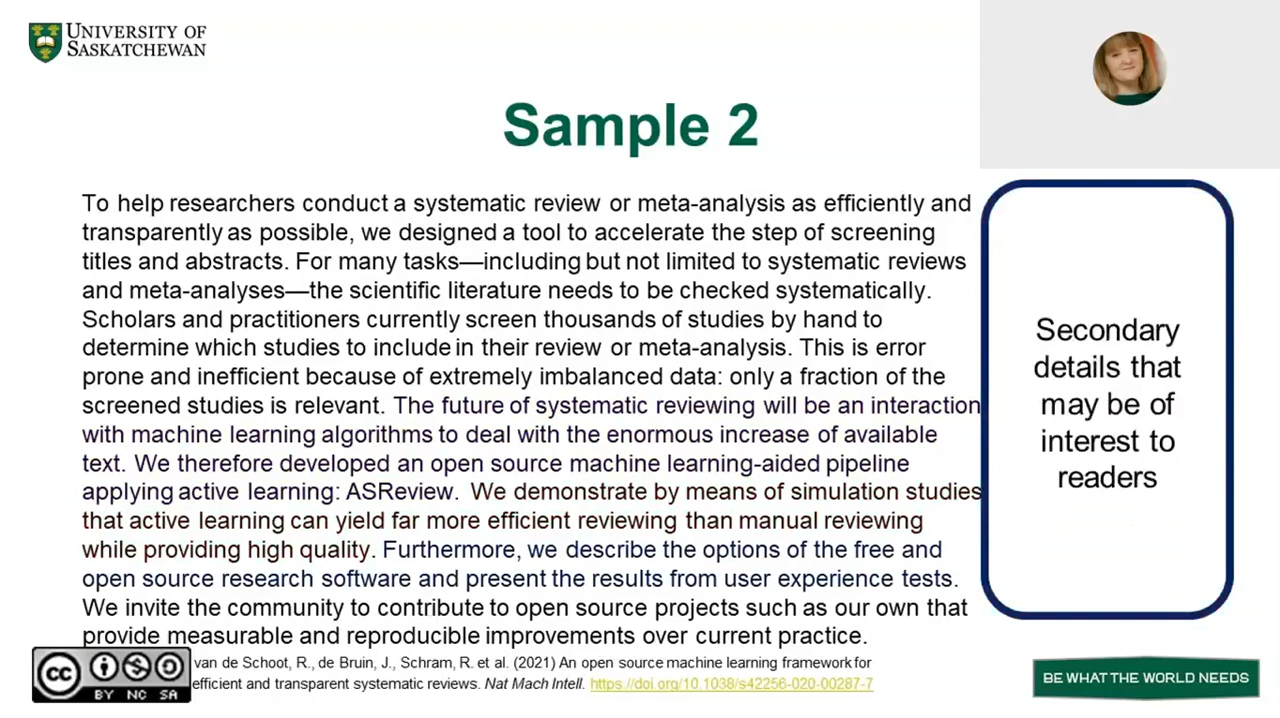 UNIVERSITY OF
SASKATCHEWAN
Sample 2
To help researchers conduct a systematic review or meta-analysis as efficiently and
transparently as possible, we designed a tool to accelerate the step of screening
titles and abstracts. For many tasks—including but not limited to systematic reviews
and meta-analyses—the scientific literature needs to be checked systematically.
Scholars and practitioners currently screen thousands of studies by hand to
determine which studies to include in their review or meta-analysis. This is error
prone and inefficient because of extremely imbalanced data: only a fraction of the
screened studies is relevant. The future of systematic reviewing will be an interaction
with machine learning algorithms to deal with the enormous increase of available
text. We therefore developed an open source machine learning-aided pipeline
applying active learning: ASReview. We demonstrate by means of simulation studies
that active learning can yield far more efficient reviewing than manual reviewing
while providing high quality. Furthermore, we describe the options of the free and
open source research software and present the results from user experience tests.
We invite the community to contribute to open source projects such as our own that
provide measurable and reproducible improvements over current practice.
Secondary
details that
may be of
interest to
readers
van de Schoot, R., de Bruin, J., Schram, R. et al. (2021) An open source machine learning framework for
efficient and transparent systematic reviews. Nat Mach Intell. https://doi.org/10.1038/s42256-020-00287-7
CC
BY NC SA
BE WHAT THE WORLD NEEDS